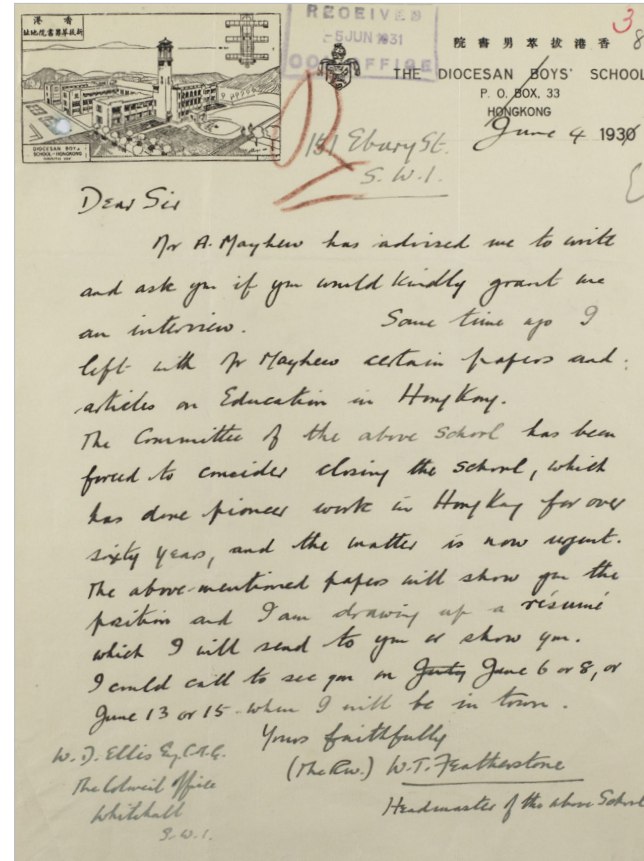 香港
新拔萃男書院地址
DIOCESAN BOYS
SCHOOL-HONGKONG
RECEIVED
-5 JUN 1931
COL. OFFICE
3
8
香港拔萃男書院
THE DIOCESAN BOYS' SCHOOL
P. O. BOX, 33
HONGKONG
June 4 1931
151 Ebury St.
S.W.1.
Dear Sir
Mr A. Mayhew has advised me to write
and ask you if you would kindly grant me
an interview. Some time ago I
left with Mr Mayhew certain papers and
articles on Education in HongKong.
The Committee of the above School has been
forced to consider closing the School, which
has done pioneer work in HongKong for over
sixty years, and the matter is now urgent.
The above-mentioned papers will show you the
position and I am drawing up a résumé
which I will send to you or show you.
I could call to see you on July June 6 or 8, or
June 13 or 15 when I will be in town.
Yours faithfully
(The Rev.) W.T. Featherstone
Headmaster of the above School
W. D. Ellis Esq C.M.G.
The Colonial Office
Whitehall
S.W.1.